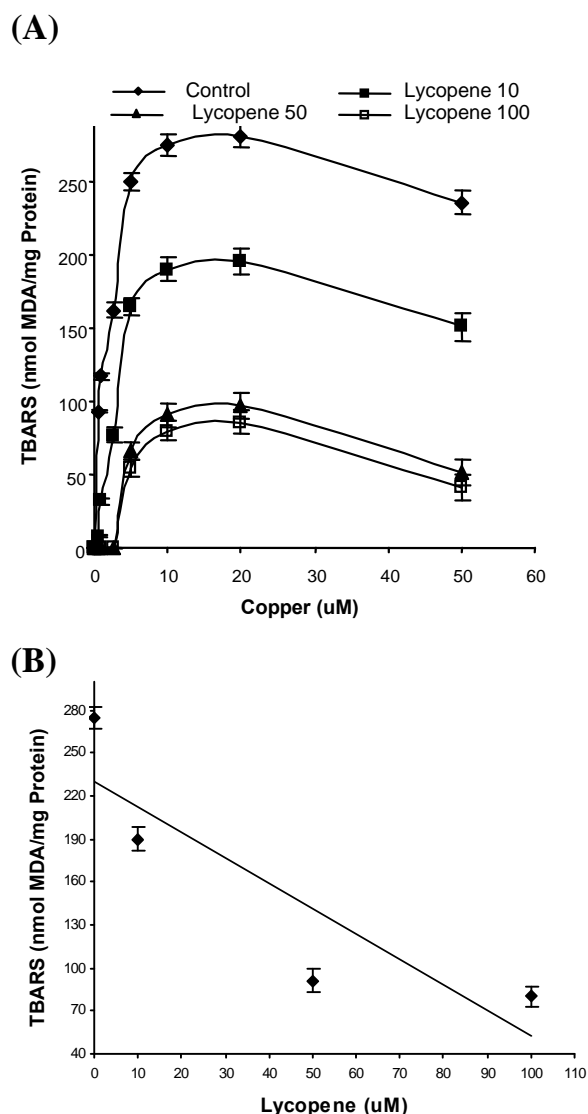 (A)
Control
Lycopene 10
Lycopene 50
Lycopene 100
TBARS (nmol MDA/mg Protein)
250
200
150
100
50
0
0 10 20 30 40 50 60
Copper (uM)
(B)
TBARS (nmol MDA/mg Protein)
280
250
220
190
160
130
100
70
40
0 10 20 30 40 50 60 70 80 90 100 110
Lycopene (uM)